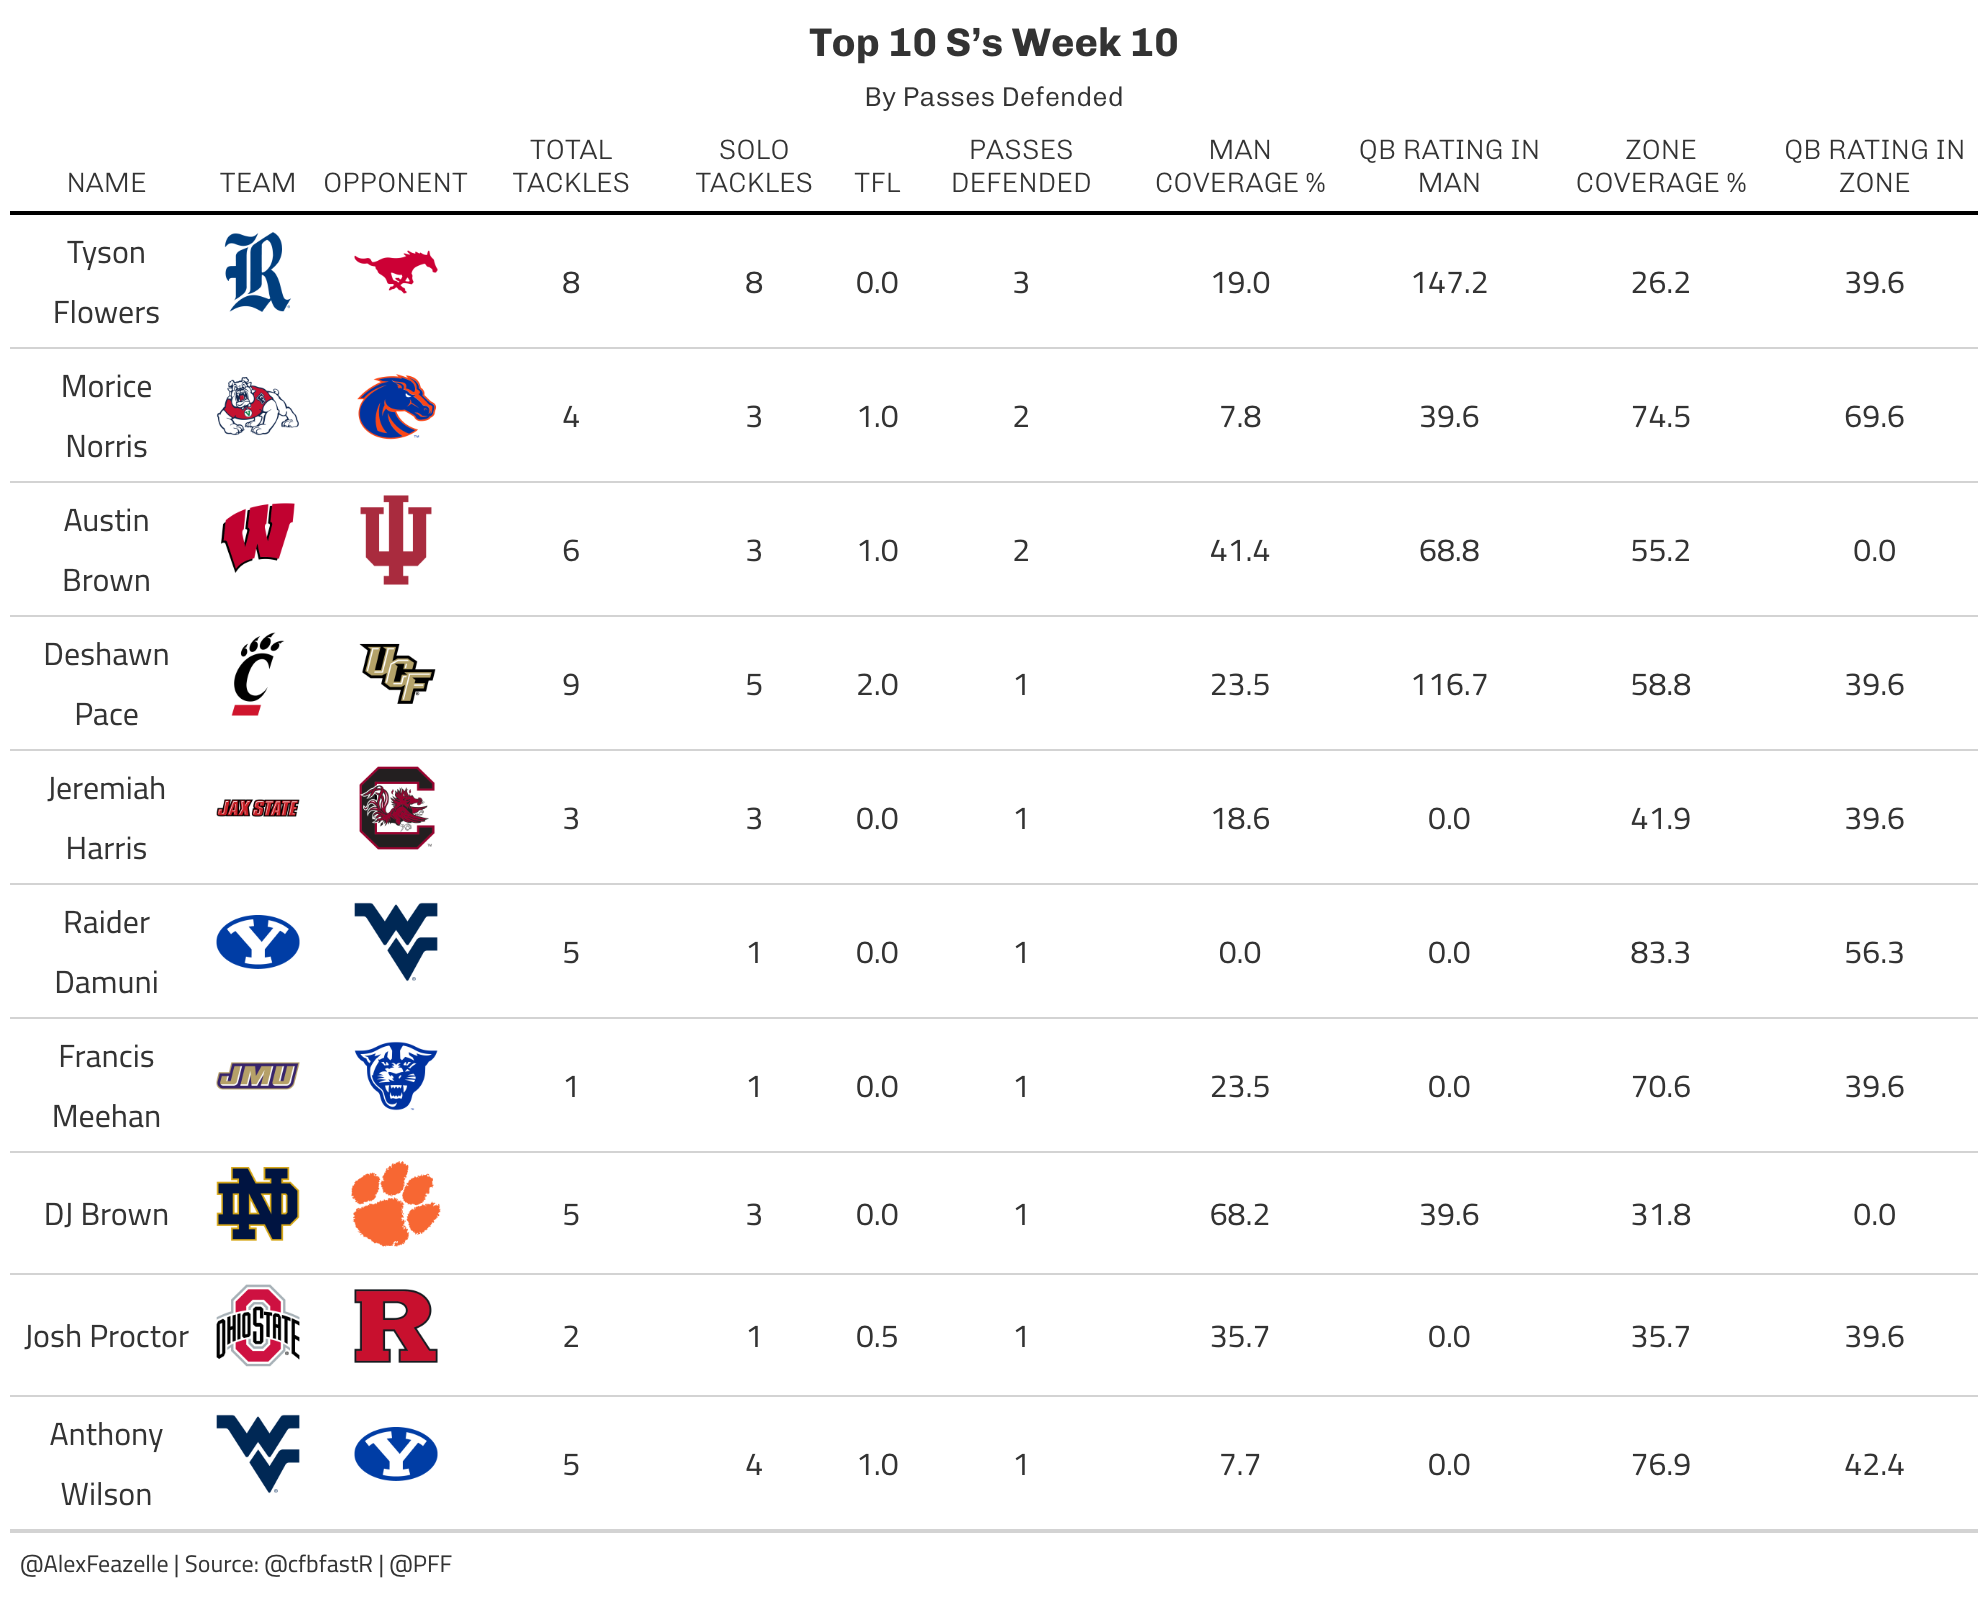 Top 10 S’s Week 10
By Passes Defended
NAME TEAM OPPONENT TOTAL TACKLES SOLO TACKLES TFL PASSES DEFENDED MAN COVERAGE % QB RATING IN MAN ZONE COVERAGE % QB RATING IN ZONE
Tyson Flowers R 8 8 0.0 3 19.0 147.2 26.2 39.6
Morice Norris 4 3 1.0 2 7.8 39.6 74.5 69.6
Austin Brown W IU 6 3 1.0 2 41.4 68.8 55.2 0.0
Deshawn Pace C UCF 9 5 2.0 1 23.5 116.7 58.8 39.6
Jeremiah Harris JAX STATE C 3 3 0.0 1 18.6 0.0 41.9 39.6
Raider Damuni Y WV 5 1 0.0 1 0.0 0.0 83.3 56.3
Francis Meehan JMU 1 1 0.0 1 23.5 0.0 70.6 39.6
DJ Brown ND 5 3 0.0 1 68.2 39.6 31.8 0.0
Josh Proctor OHIO STATE R 2 1 0.5 1 35.7 0.0 35.7 39.6
Anthony Wilson WV Y 5 4 1.0 1 7.7 0.0 76.9 42.4
@AlexFeazelle | Source: @cfbfastR | @PFF